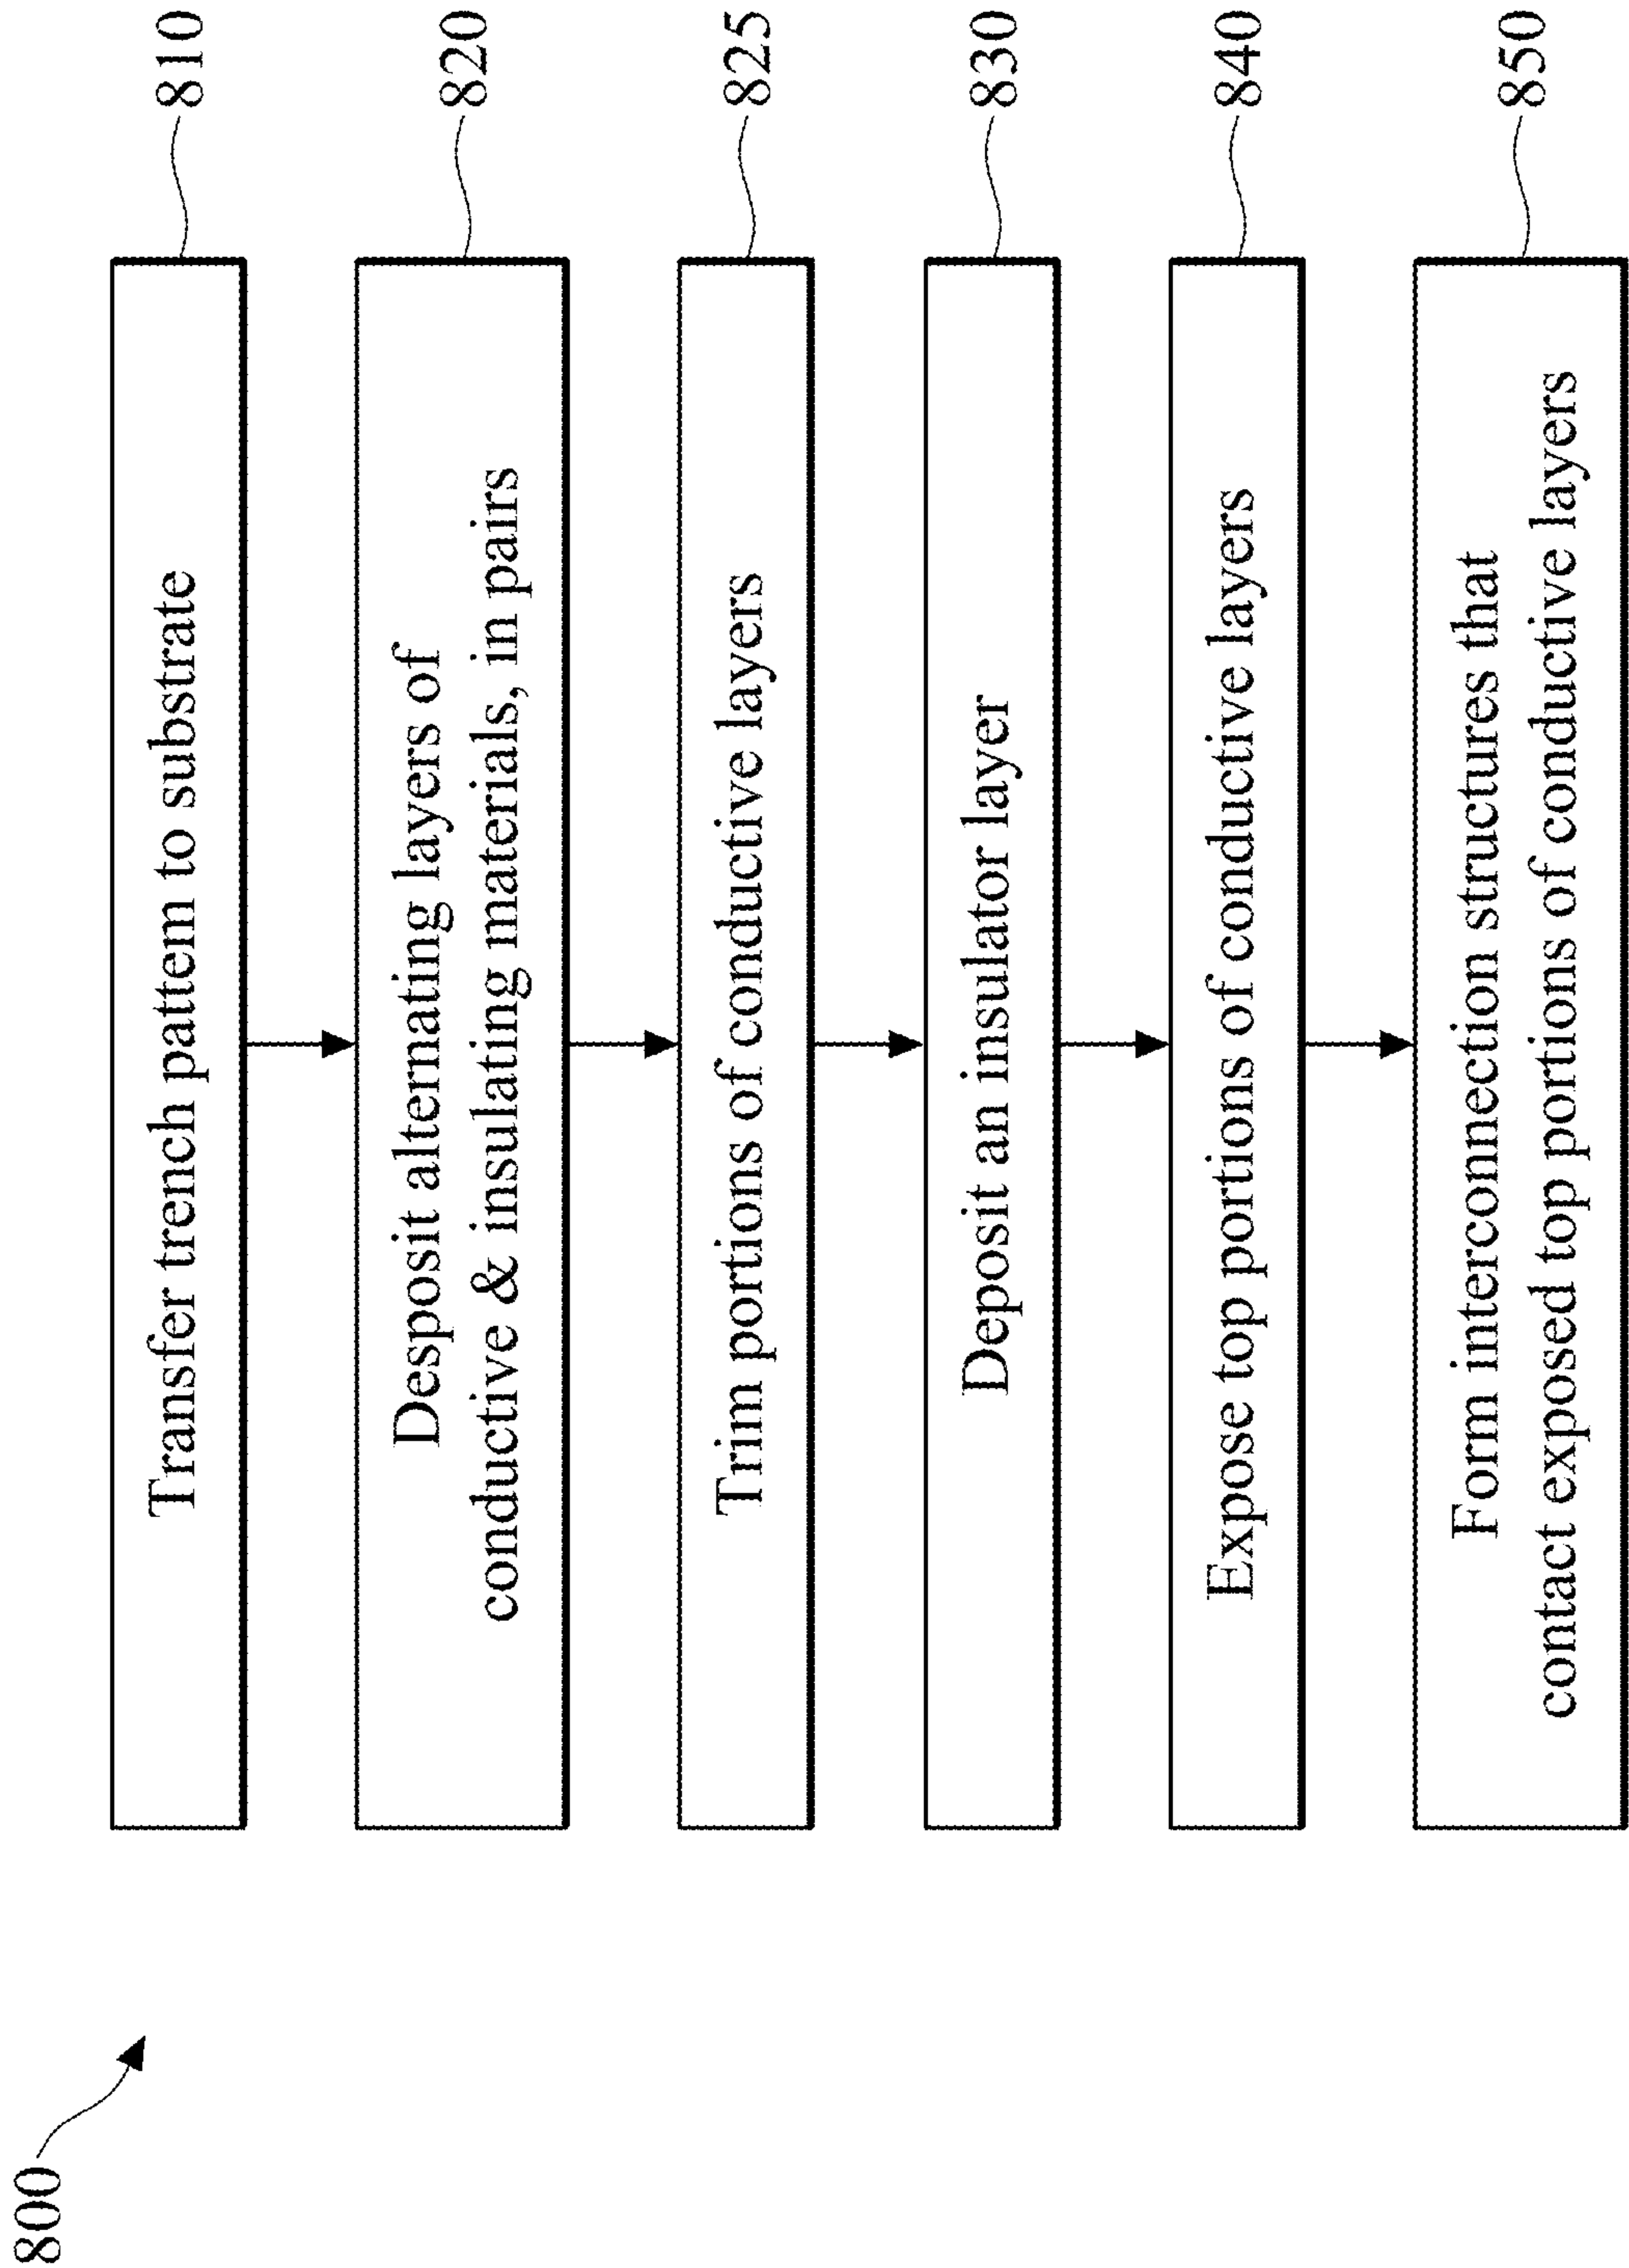 800
Transfer trench pattem to substrate
810
Desposit alternating layers of
conductive & insulating materials, in pairs
820
Trim portions of conductive layers
825
Deposit an insulator layer
830
Expose top portions of conductive layers
840
Form interconnection structures that
contact exposed top portions of conductive layers
850